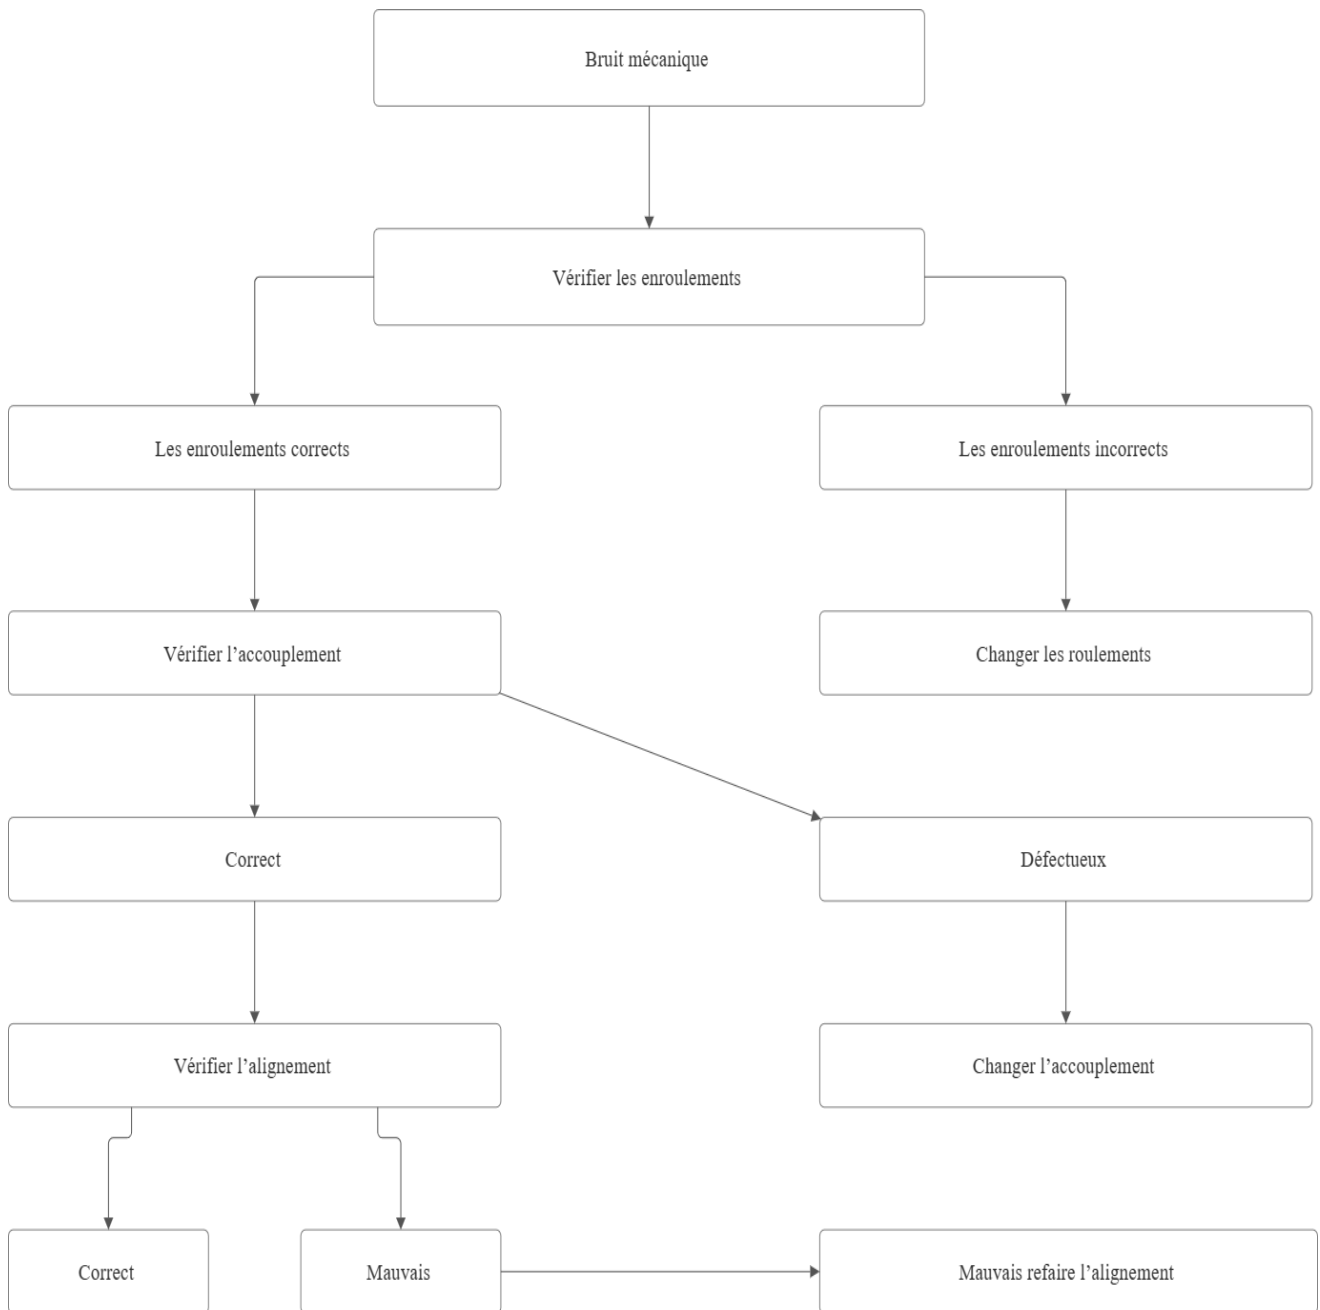 Bruit mécanique
Vérifier les enroulements
Les enroulements corrects
Les enroulements incorrects
Vérifier l’accouplement
Changer les roulements
Correct
Défectueux
Vérifier l’alignement
Changer l’accouplement
Correct
Mauvais
Mauvais refaire l’alignement